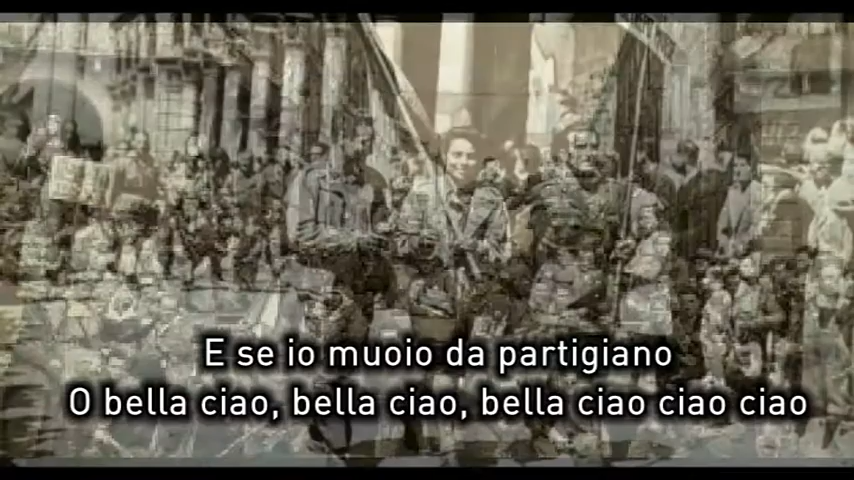 E se io muoio da partigiano
O bella ciao, bella ciao, bella ciao ciao ciao